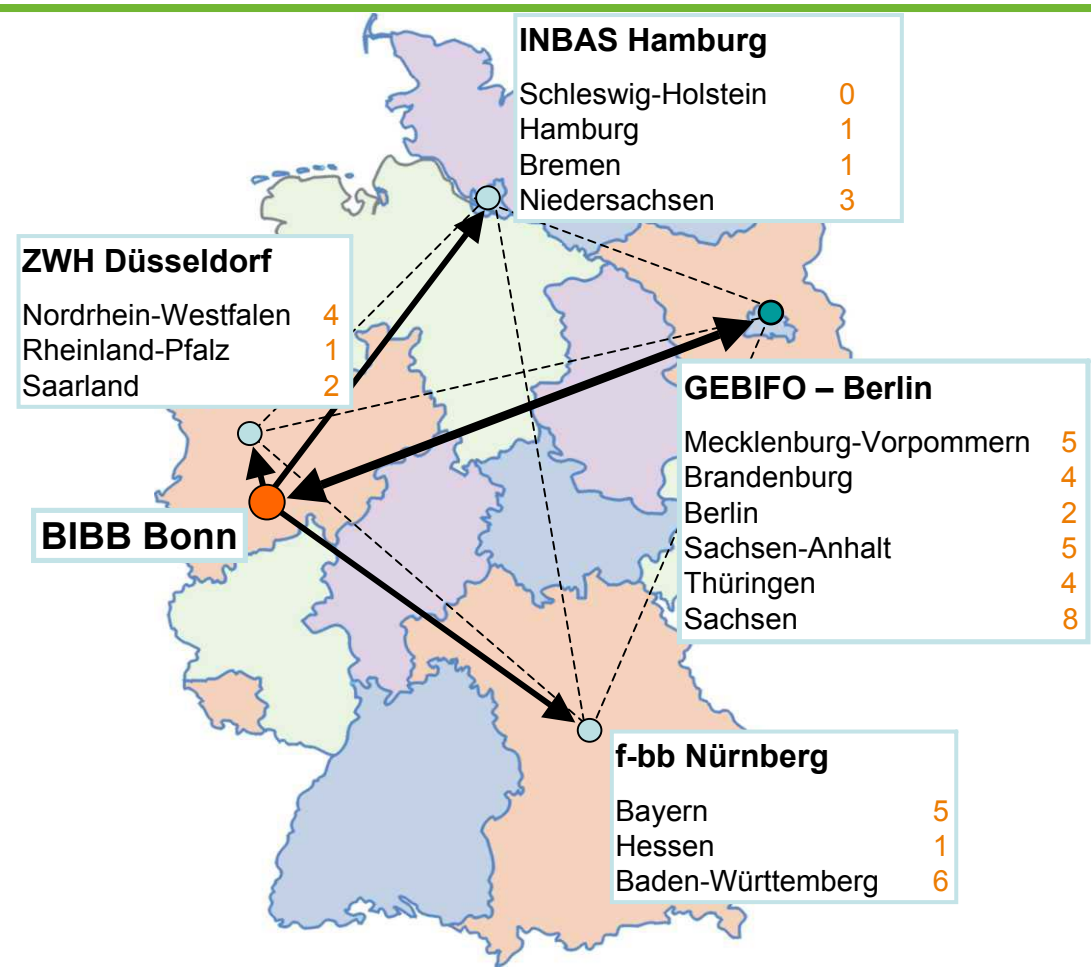 INBAS Hamburg
Schleswig-Holstein 0
Hamburg 1
Bremen 1
Niedersachsen 3
ZWH Düsseldorf
Nordrhein-Westfalen 4
Rheinland-Pfalz 1
Saarland 2
GEBIFO – Berlin
Mecklenburg-Vorpommern 5
Brandenburg 4
Berlin 2
Sachsen-Anhalt 5
Thüringen 4
Sachsen 8
BIBB Bonn
f-bb Nürnberg
Bayern 5
Hessen 1
Baden-Württemberg 6